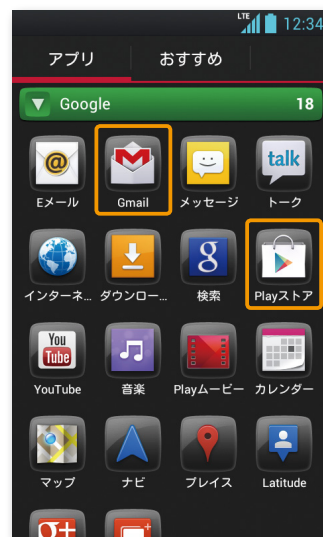 LTE 12:34
アプリ おすすめ
Google 18
talk
Eメール Gmail メッセージ トーク
g
インターネ... ダウンロー... 検索 Playストア
You
Tube
YouTube 音楽 Playムービー カレンダー
マップ ナビ プレイス Latitude
g+